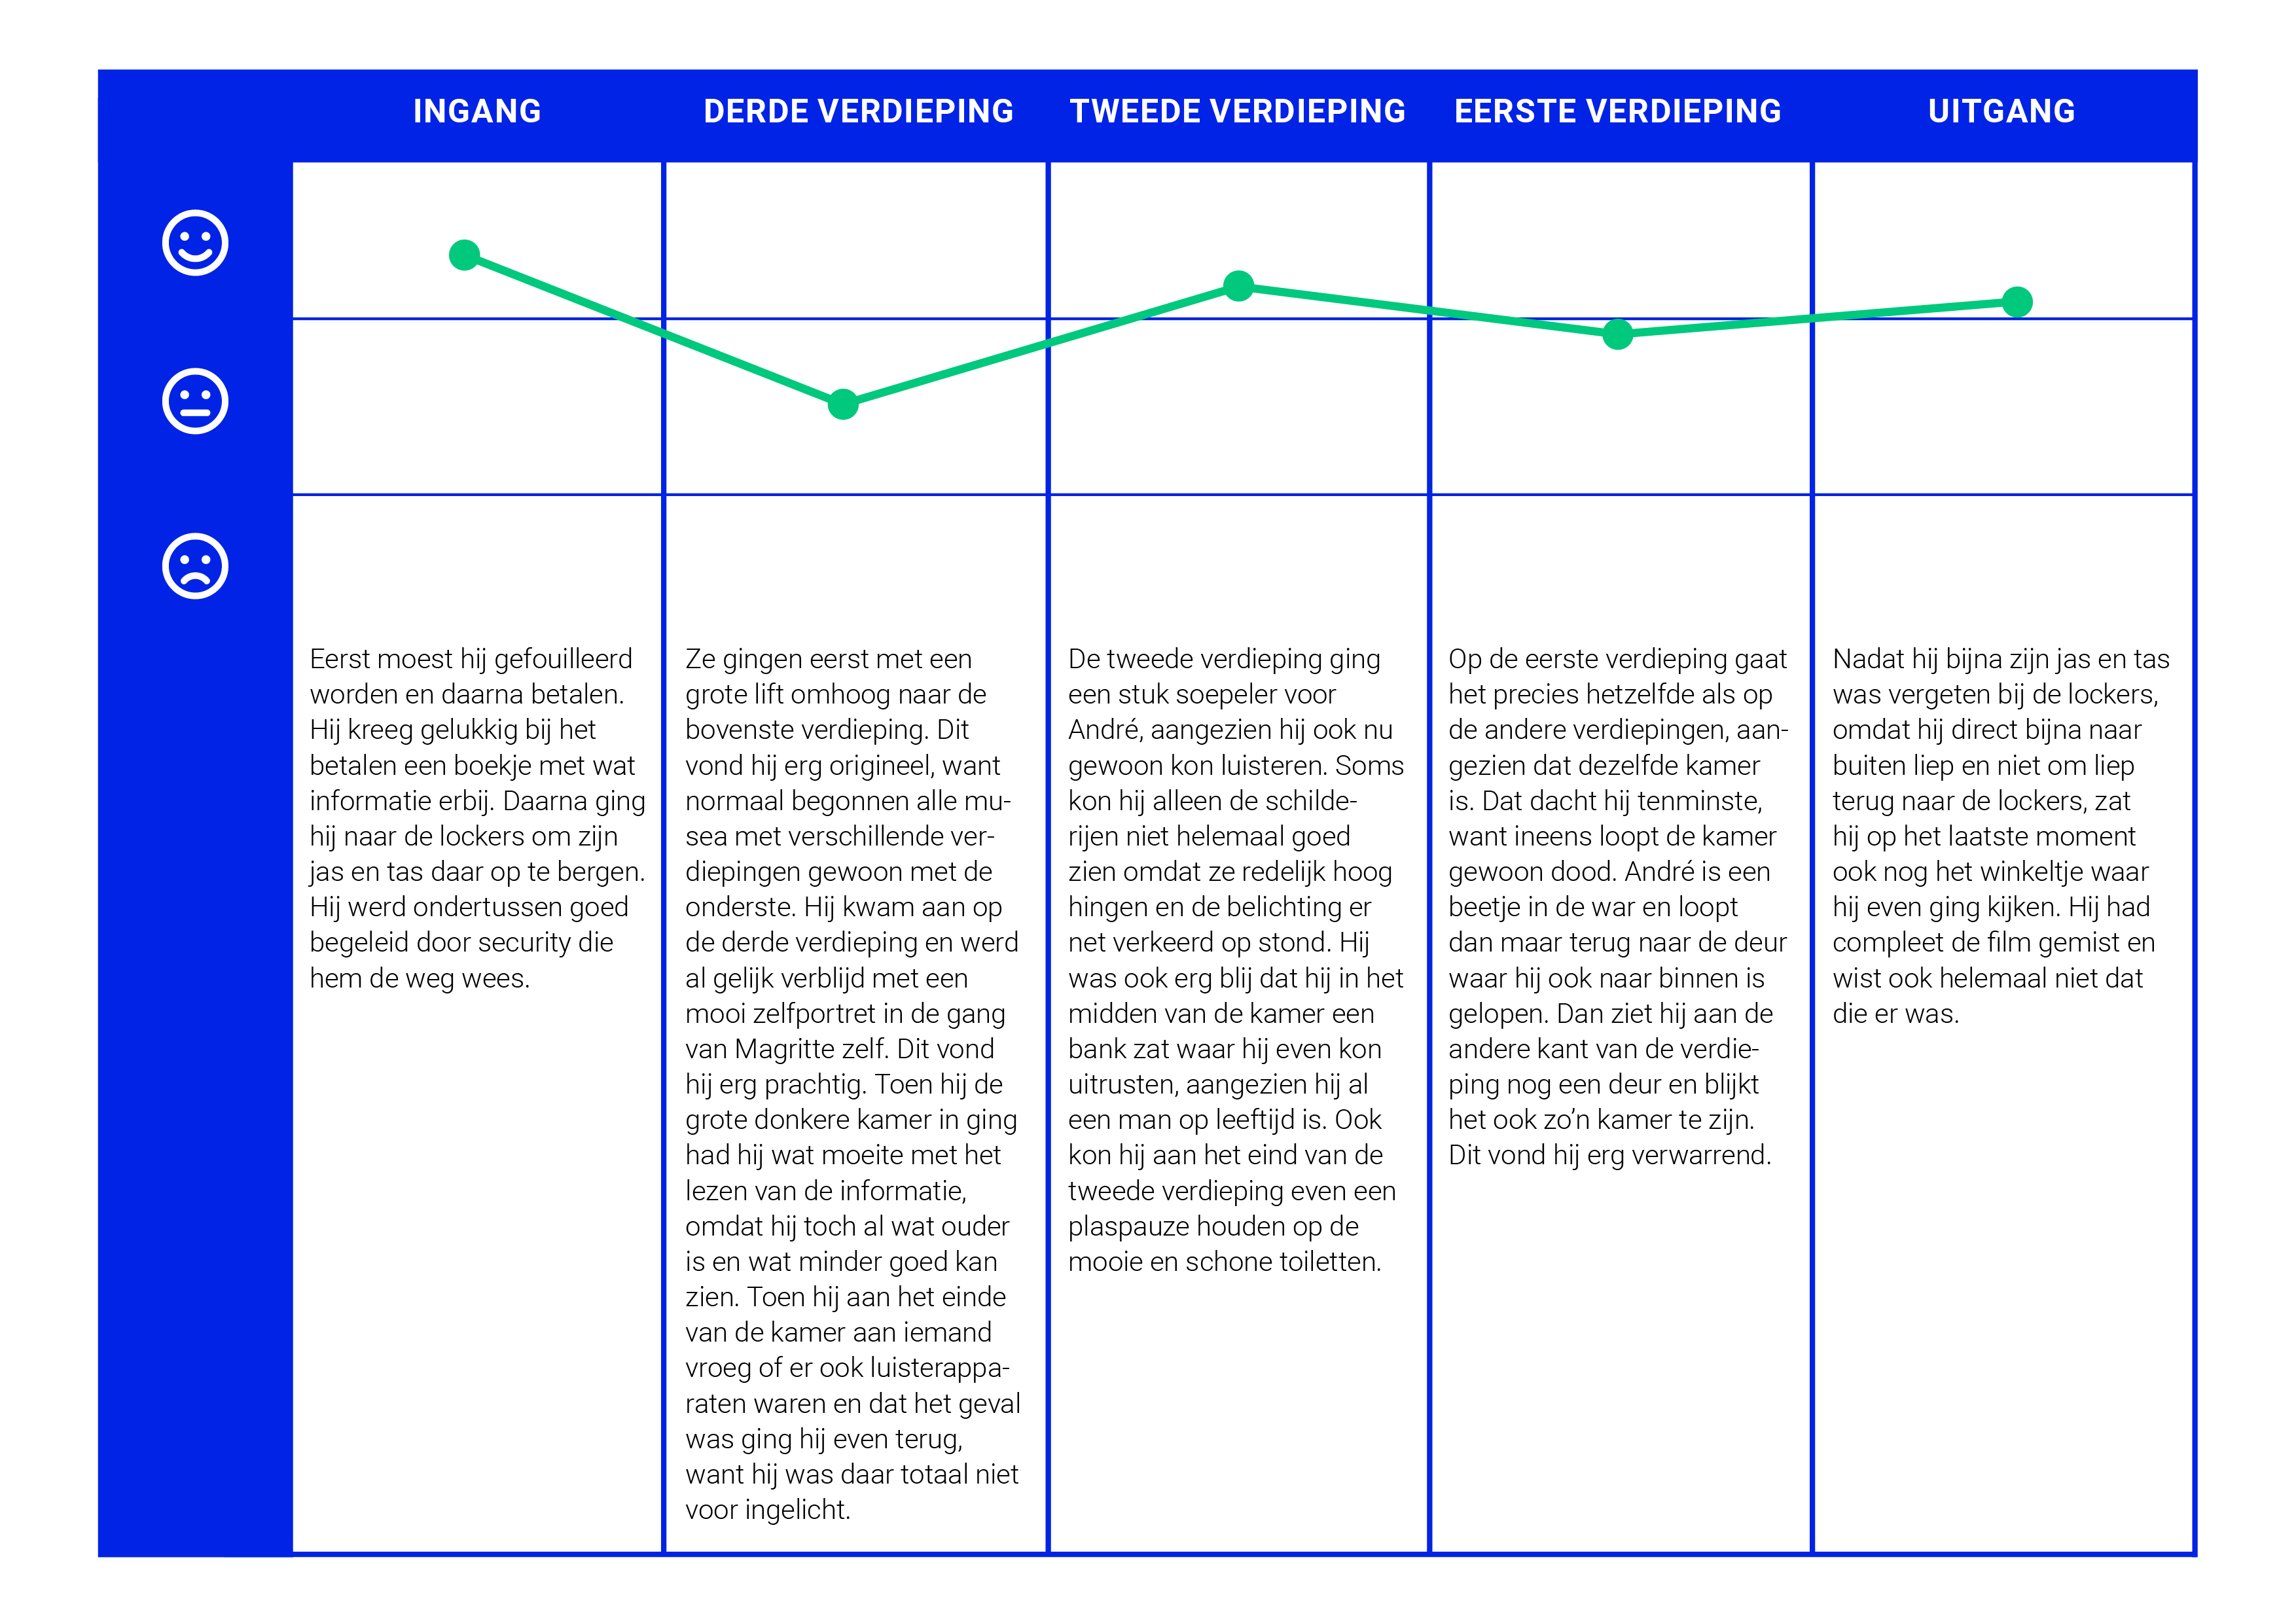 INGANG
DERDE VERDIEPING
TWEEDE VERDIEPING
EERSTE VERDIEPING
UITGANG
Eerst moest hij gefouilleerd
worden en daarna betalen.
Hij kreeg gelukkig bij het
betalen een boekje met wat
informatie erbij. Daarna ging
hij naar de lockers om zijn
jas en tas daar op te bergen.
Hij werd ondertussen goed
begeleid door security die
hem de weg wees.
Ze gingen eerst met een
grote lift omhoog naar de
bovenste verdieping. Dit
vond hij erg origineel, want
normaal begonnen alle mu-
sea met verschillende ver-
diepingen gewoon met de
onderste. Hij kwam aan op
de derde verdieping en werd
al gelijk verblijd met een
mooi zelfportret in de gang
van Magritte zelf. Dit vond
hij erg prachtig. Toen hij de
grote donkere kamer in ging
had hij wat moeite met het
lezen van de informatie,
omdat hij toch al wat ouder
is en wat minder goed kan
zien. Toen hij aan het einde
van de kamer aan iemand
vroeg of er ook luisterappa-
raten waren en dat het geval
was ging hij even terug,
want hij was daar totaal niet
voor ingelicht.
De tweede verdieping ging
een stuk soepeler voor
André, aangezien hij ook nu
gewoon kon luisteren. Soms
kon hij alleen de schilde-
rijen niet helemaal goed
zien omdat ze redelijk hoog
hingen en de belichting er
net verkeerd op stond. Hij
was ook erg blij dat hij in het
midden van de kamer een
bank zat waar hij even kon
uitrusten, aangezien hij al
een man op leeftijd is. Ook
kon hij aan het eind van de
tweede verdieping even een
plaspauze houden op de
mooie en schone toiletten.
Op de eerste verdieping gaat
het precies hetzelfde als op
de andere verdiepingen, aan-
gezien dat dezelfde kamer
is. Dat dacht hij tenminste,
want ineens loopt de kamer
gewoon dood. André is een
beetje in de war en loopt
dan maar terug naar de deur
waar hij ook naar binnen is
gelopen. Dan ziet hij aan de
andere kant van de verdie-
ping nog een deur en blijkt
het ook zo’n kamer te zijn.
Dit vond hij erg verwarrend.
Nadat hij bijna zijn jas en tas
was vergeten bij de lockers,
omdat hij direct bijna naar
buiten liep en niet om liep
terug naar de lockers, zat
hij op het laatste moment
ook nog het winkeltje waar
hij even ging kijken. Hij had
compleet de film gemist en
wist ook helemaal niet dat
die er was.